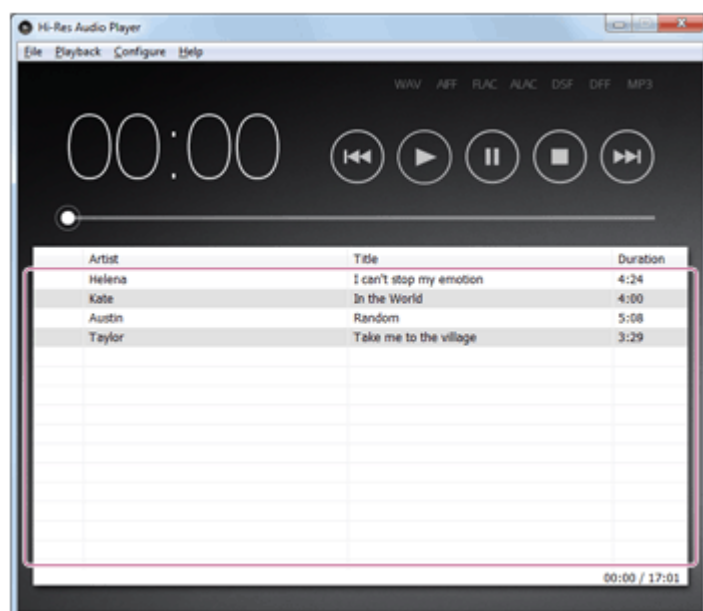 Hi-Res Audio Player
File Playback Configure Help
WAV AIFF FLAC ALAC DSF DFF MP3
00:00
Artist Title Duration
Helena I can't stop my emotion 4:24
Kate In the World 4:00
Austin Random 5:08
Taylor Take me to the village 3:29
00:00 / 17:01